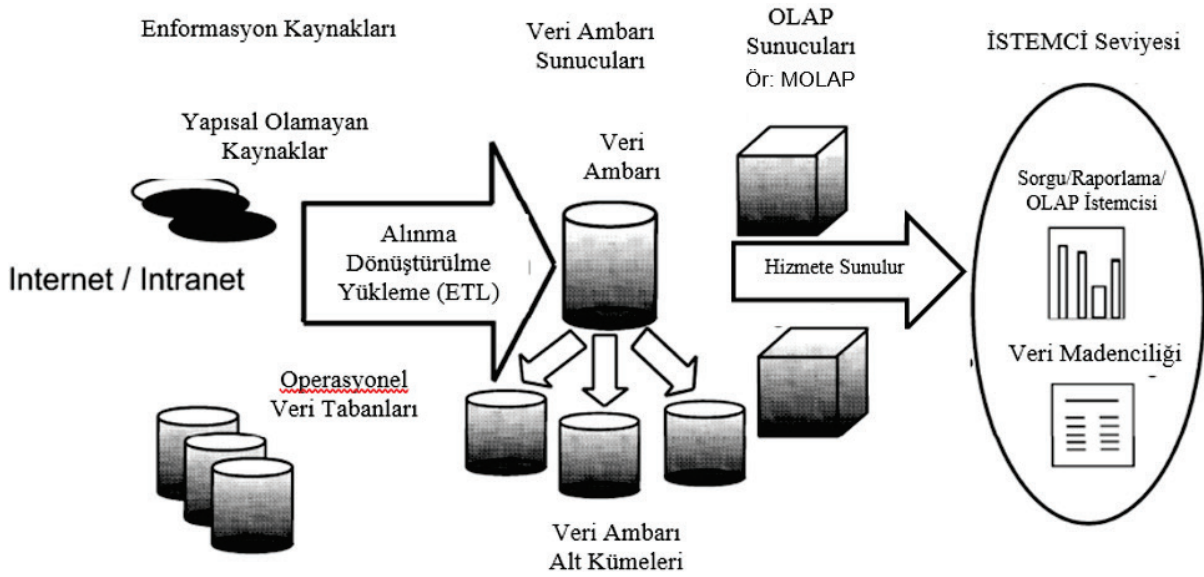 Enformasyon Kaynakları
Veri Ambarı
Sunucuları
OLAP
Sunucuları
Ör: MOLAP
İSTEMCİ Seviyesi
Yapısal Olamayan
Kaynaklar
Internet / Intranet
Alınma
Dönüştürülme
Yükleme (ETL)
Veri
Ambarı
Hizmete Sunulur
Sorgu/Raporlama/
OLAP İstemcisi
Veri Madenciliği
Operasyonel
Veri Tabanları
Veri Ambarı
Alt Kümeleri